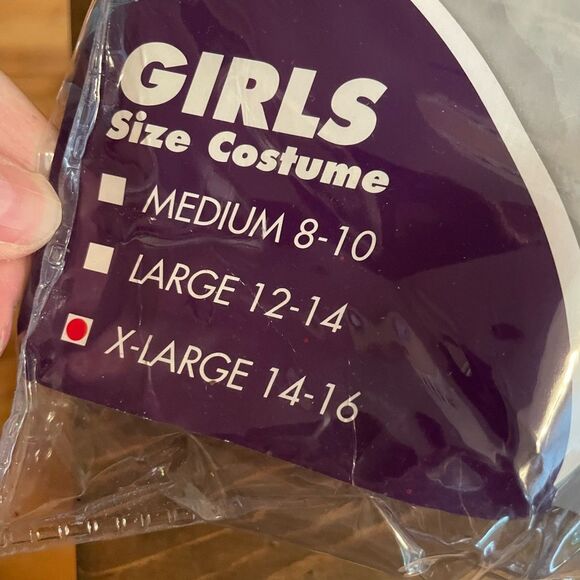 GIRLS
Size Costume
MEDIUM 8-10
LARGE 12-14
X-LARGE 14-16